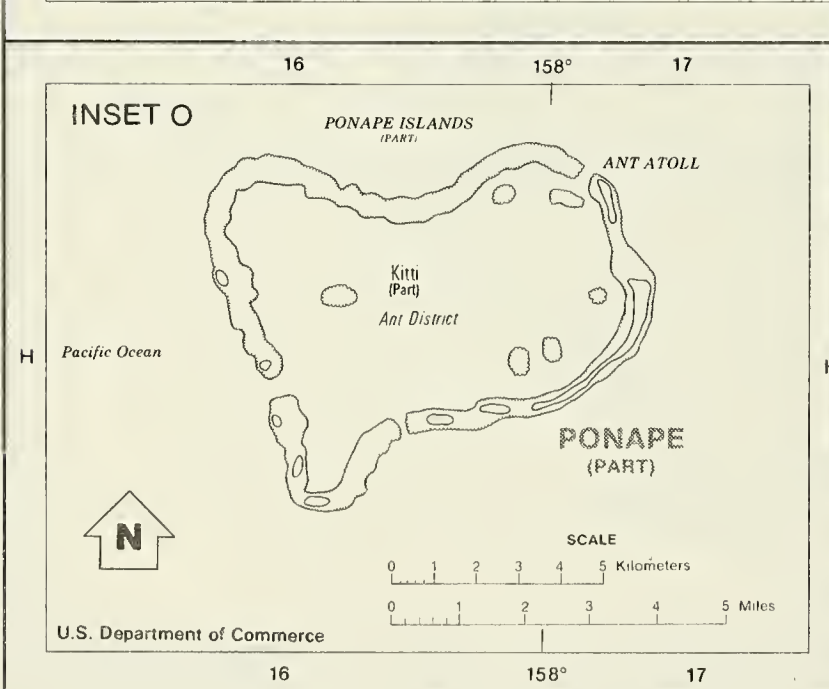 16 158° 17
INSET O
PONAPE ISLANDS
(PART)
ANT ATOLL
Kitti
(Part)
Ant District
H Pacific Ocean
PONAPE
(PART)
N
SCALE
0 1 2 3 4 5 Kilometers
0 1 2 3 4 5 Miles
U.S. Department of Commerce
16 158° 17